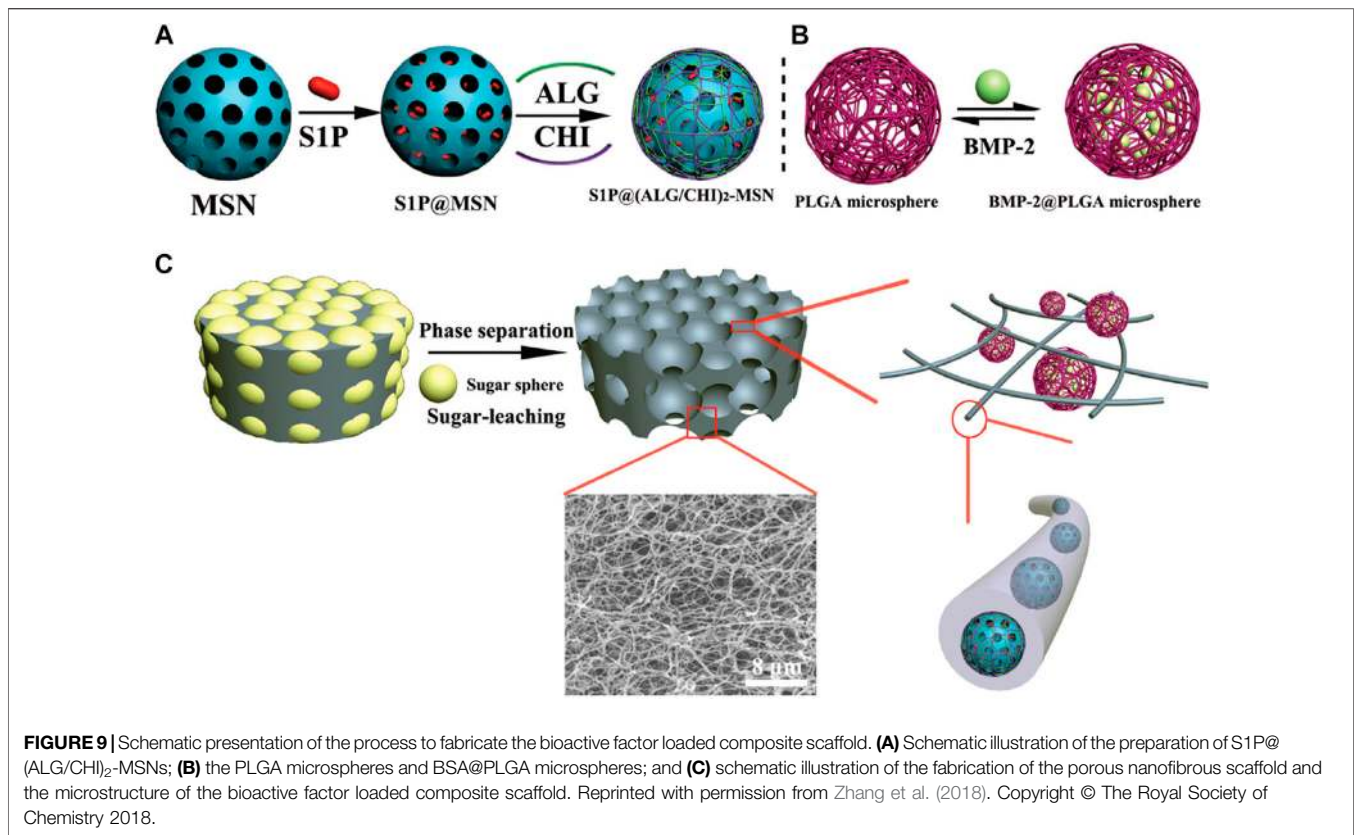 A
B
ALG
S1P
CHI
BMP-2
MSN
S1P@MSN
S1P@(ALG/CHI)₂-MSN
PLGA microsphere
BMP-2@PLGA microsphere
C
Phase separation
Sugar sphere
Sugar-leaching
8 μm
FIGURE 9 | Schematic presentation of the process to fabricate the bioactive factor loaded composite scaffold. (A) Schematic illustration of the preparation of S1P@
(ALG/CHI)₂-MSNs; (B) the PLGA microspheres and BSA@PLGA microspheres; and (C) schematic illustration of the fabrication of the porous nanofibrous scaffold and
the microstructure of the bioactive factor loaded composite scaffold. Reprinted with permission from Zhang et al. (2018). Copyright © The Royal Society of
Chemistry 2018.